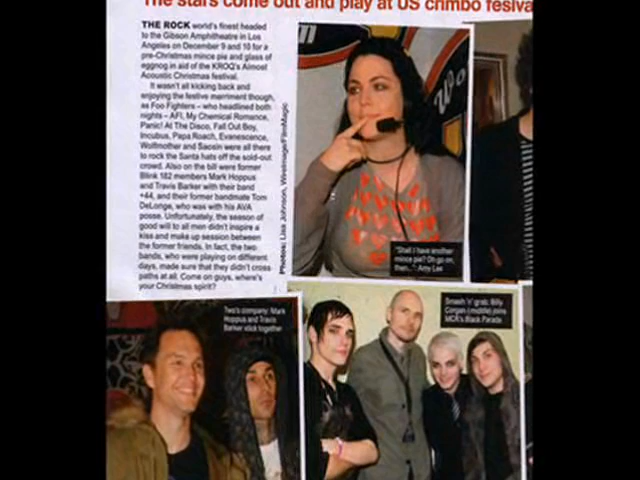 The stars come out and play at US crimbo fesiva
THE ROCK world's finest headed
to the Gibson Amphitheatre in Los
Angeles on December 9 and 10 for a
pre-Christmas mince pie and glass of
eggnog in aid of the KROQ's Almost
Acoustic Christmas festival.
It wasn't all kicking back and
enjoying the festive merriment though,
as Foo Fighters – who headlined both
nights – AFI, My Chemical Romance,
Panic! At The Disco, Fall Out Boy,
Incubus, Papa Roach, Evanescence,
Wolfmother and Saosin were all there
to rock the Santa hats off the sold-out
crowd. Also on the bill were former
Blink 182 members Mark Hoppus
and Travis Barker with their band
+44, and their former bandmate Tom
DeLonge, who was with his AVA
posse. Unfortunately, the season of
good will to all men didn't inspire a
kiss and make up session between
the former friends. In fact, the two
bands, who were playing on different
days, made sure that they didn't cross
paths at all. Come on guys, where's
your Christmas spirit?
Photos: Lisa Johnson, WireImage/FilmMagic
Wo
"Shall I have another
mince pie? Oh go on,
then...": Amy Lee
Two's company: Mark
Hoppus and Travis
Barker stick together
Smash 'n' grab: Billy
Corgan (middle) joins
MCR's Black Parade